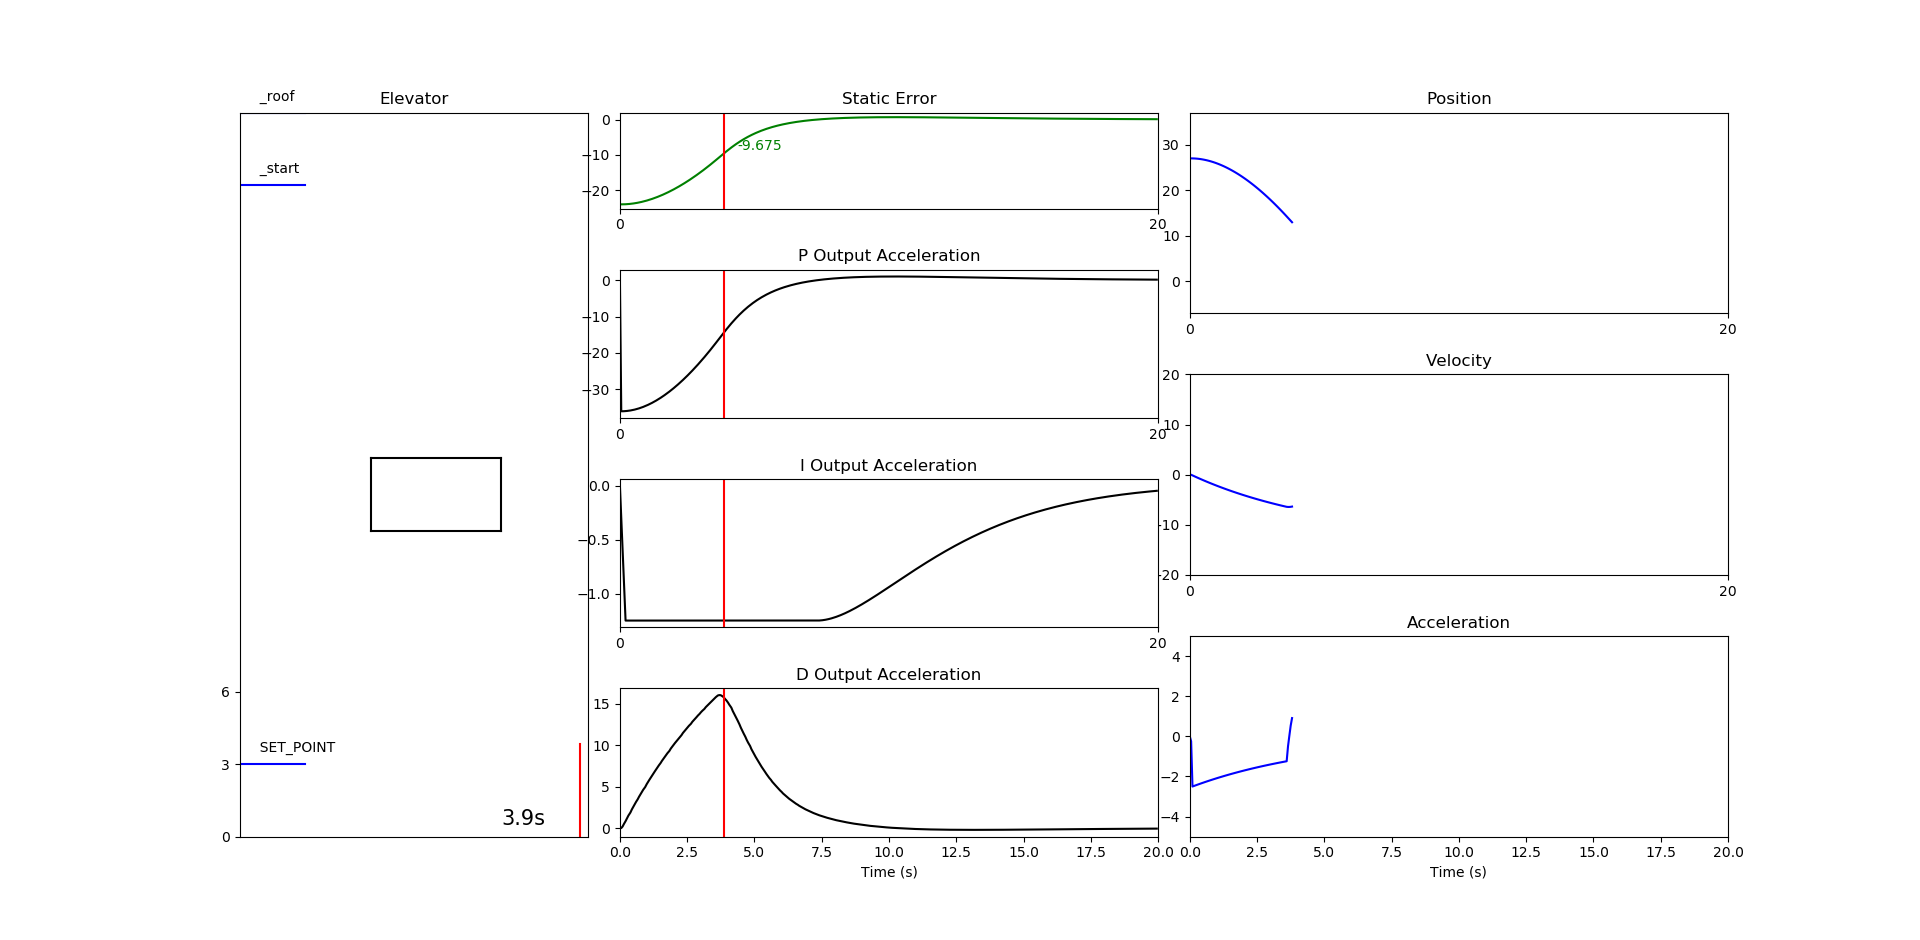 _roof
Elevator
_start
6
SET_POINT
3
3.9s
0
Static Error
0
−10
-9.675
−20
0
20
P Output Acceleration
0
−10
−20
−30
0
20
I Output Acceleration
0.0
−0.5
−1.0
0
20
D Output Acceleration
15
10
5
0
0.0 2.5 5.0 7.5 10.0 12.5 15.0 17.5 20.0
Time (s)
Position
30
20
10
0
0
20
Velocity
20
10
0
-10
-20
0
20
Acceleration
4
2
0
−2
−4
0.0 2.5 5.0 7.5 10.0 12.5 15.0 17.5 20.0
Time (s)